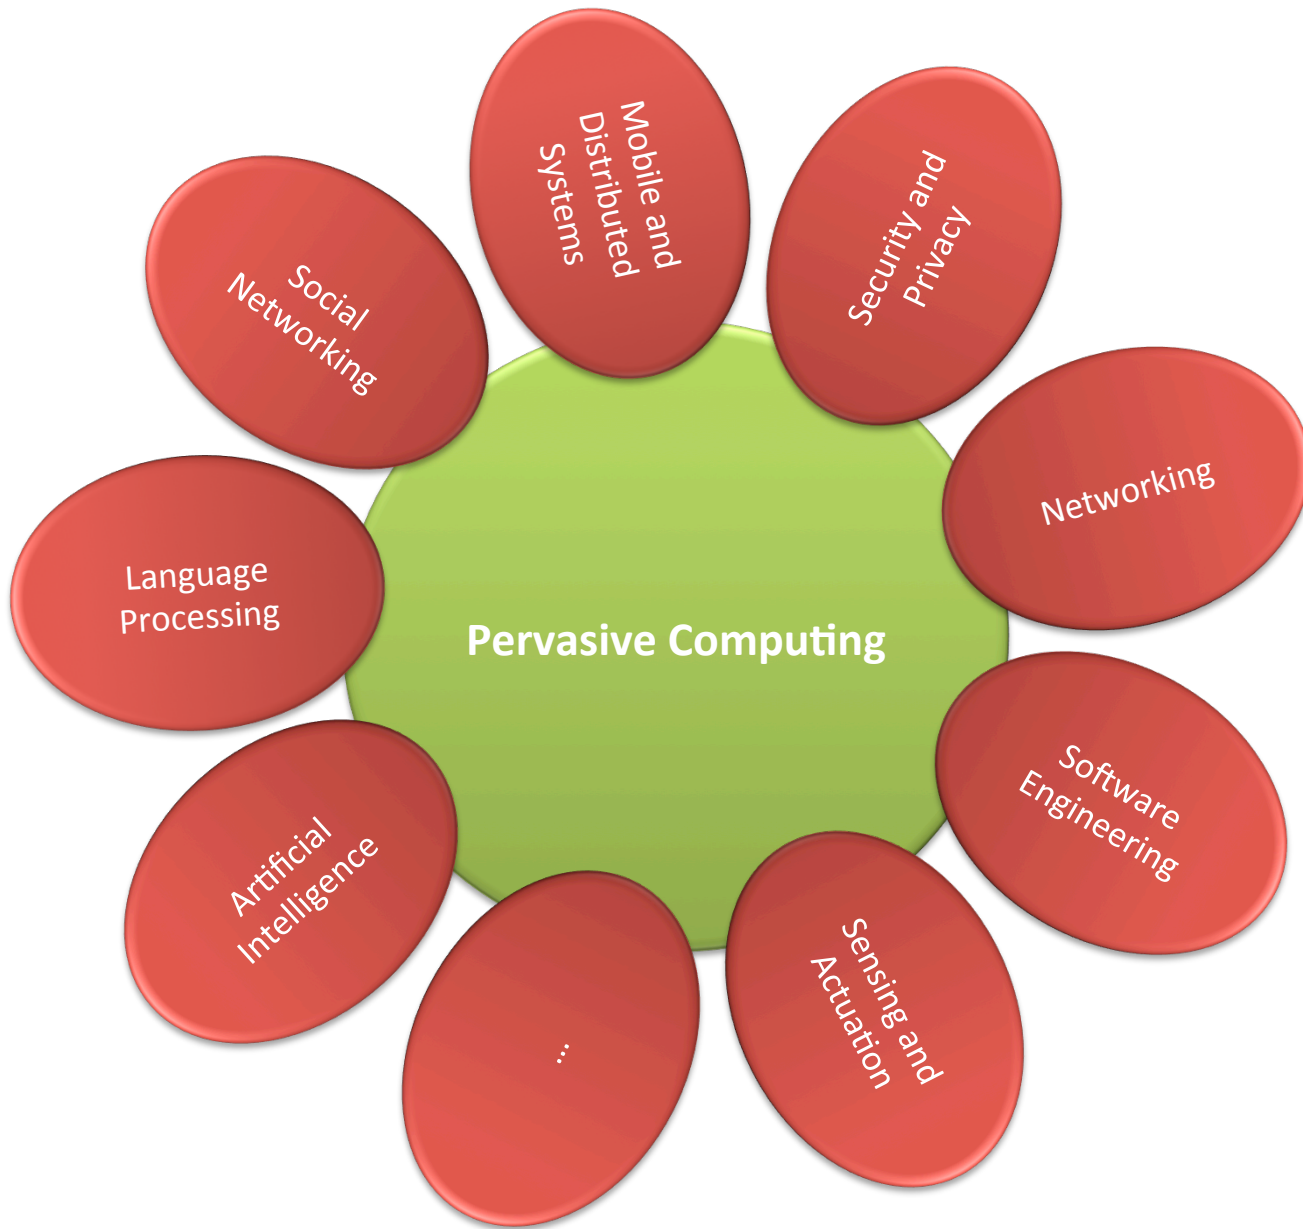 Mobile and
Distributed
Systems
Security and
Privacy
Networking
Software
Engineering
Sensing and
Actuation
...
Artificial
Intelligence
Language
Processing
Social
Networking
Pervasive Computing